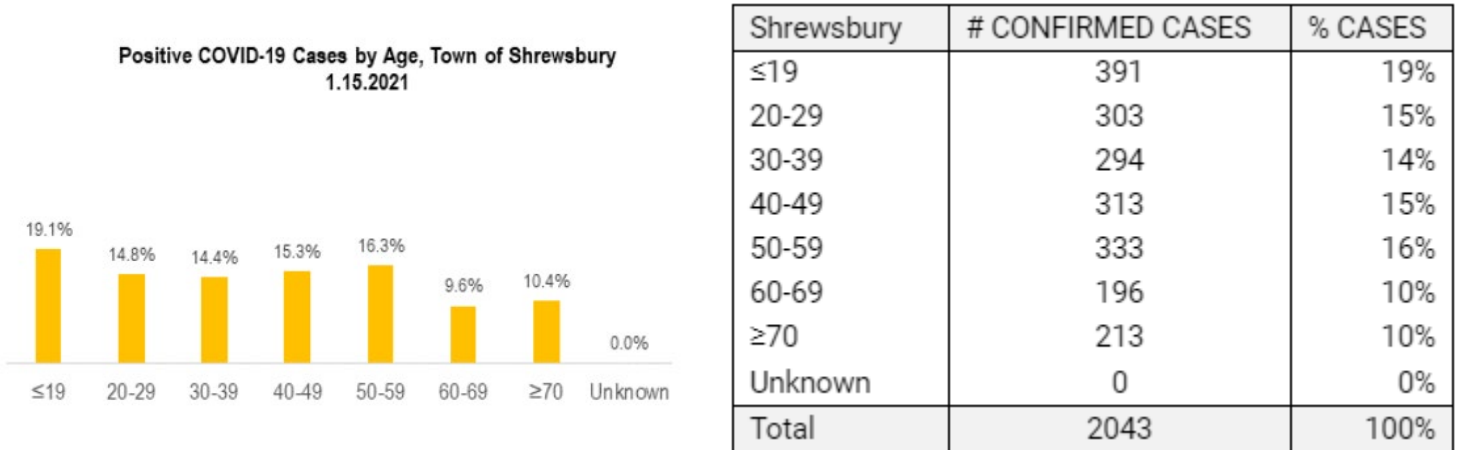 Positive COVID-19 Cases by Age, Town of Shrewsbury
1.15.2021
19.1% 14.8% 14.4% 15.3% 16.3% 9.6% 10.4% 0.0%
≤19 20-29 30-39 40-49 50-59 60-69 ≥70 Unknown
Shrewsbury # CONFIRMED CASES % CASES
≤19 391 19%
20-29 303 15%
30-39 294 14%
40-49 313 15%
50-59 333 16%
60-69 196 10%
≥70 213 10%
Unknown 0 0%
Total 2043 100%